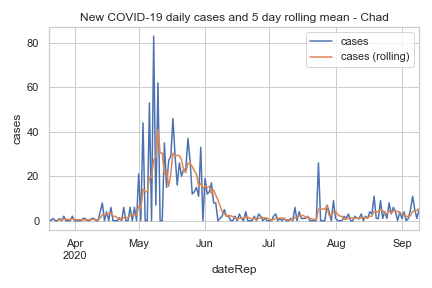 New COVID-19 daily cases and 5 day rolling mean - Chad
cases
cases (rolling)
80
60
40
20
0
cases
Apr
2020
May
Jun
Jul
Aug
Sep
dateRep